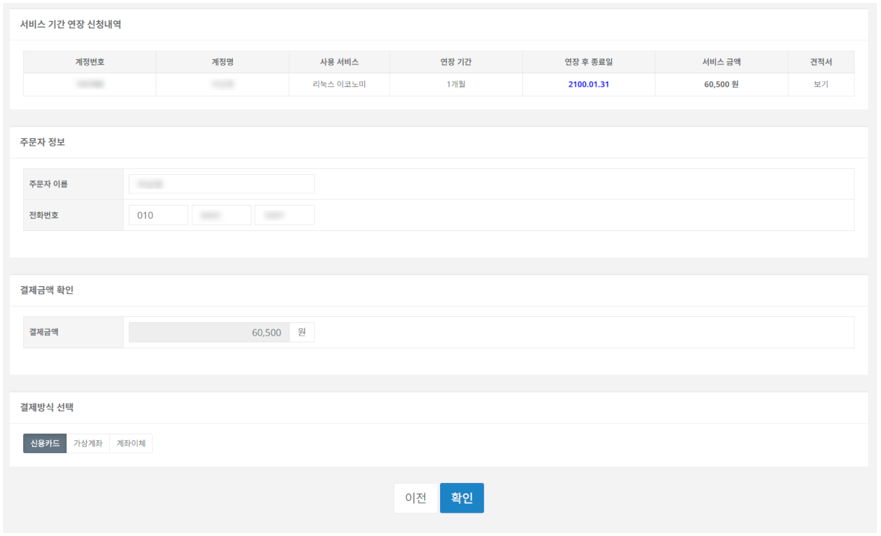 서비스 기간 연장 신청내역
계정번호 계정명 사용 서비스 연장 기간 연장 후 종료일 서비스 금액 견적서
리눅스 이코노미 1개월 2100.01.31 60,500 원 보기
주문자 정보
주문자 이름
전화번호 010
결제금액 확인
결제금액 60,500 원
결제방식 선택
신용카드 가상계좌 계좌이체
이전 확인